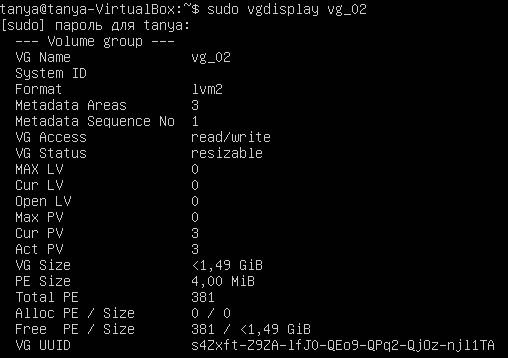 tanya@tanya-VirtualBox:~$ sudo vgdisplay vg_02
[sudo] пароль для tanya:
--- Volume group ---
VG Name vg_02
System ID
Format lvm2
Metadata Areas 3
Metadata Sequence No 1
VG Access read/write
VG Status resizable
MAX LV 0
Cur LV 0
Open LV 0
Max PV 0
Cur PV 3
Act PV 3
VG Size <1,49 GiB
PE Size 4,00 MiB
Total PE 381
Alloc PE / Size 0 / 0
Free PE / Size 381 / <1,49 GiB
VG UUID s4Zxft-Z9ZA-lfJ0-QEo9-QPq2-QjOz-njl1TA